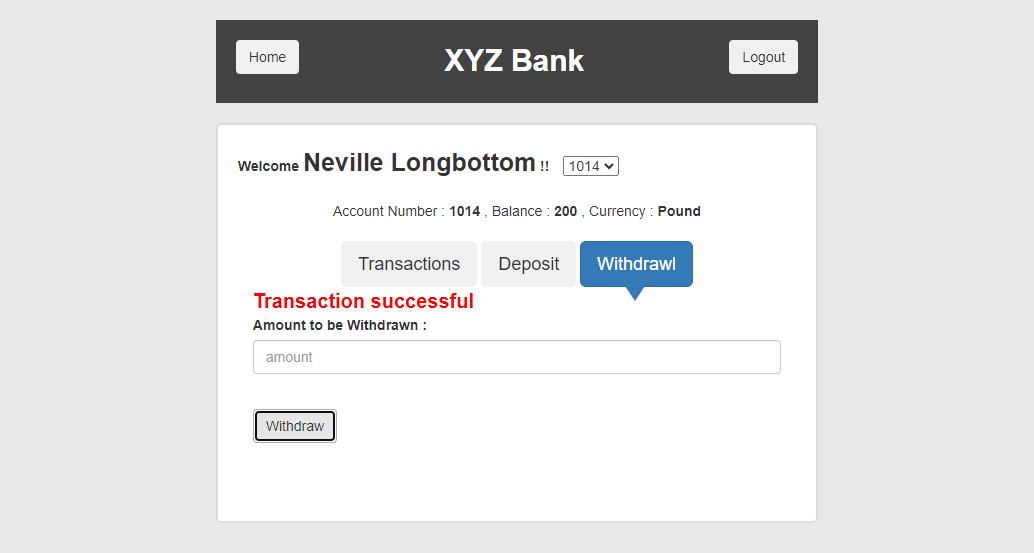 Home XYZ Bank Logout
Welcome Neville Longbottom !! 1014
Account Number : 1014 , Balance : 200 , Currency : Pound
Transactions Deposit Withdrawl
Transaction successful
Amount to be Withdrawn :
amount
Withdraw